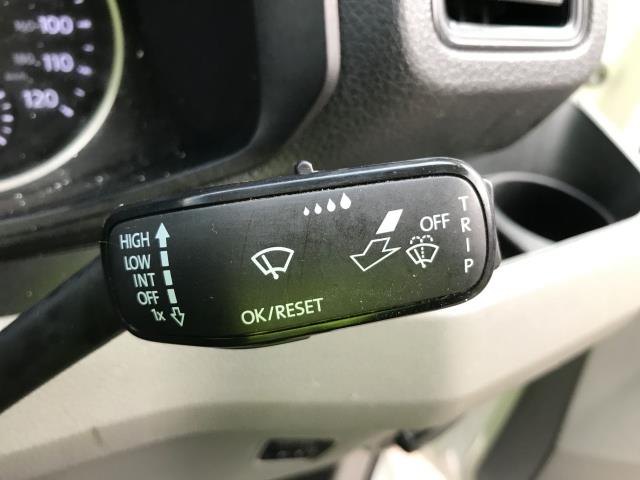 100
110
120
HIGH
LOW
INT
OFF
1x
OK/RESET
OFF
TRIP